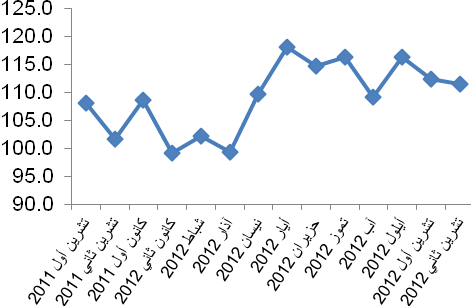 125.0
120.0
115.0
110.0
105.0
100.0
95.0
90.0
تشرين أول 2011
تشرين ثاني 2011
كانون أول 2011
كانون ثاني 2012
شباط 2012
آذار 2012
نيسان 2012
أيار 2012
حزيران 2012
تموز 2012
آب 2012
أيلول 2012
تشرين أول 2012
تشرين ثاني 2012